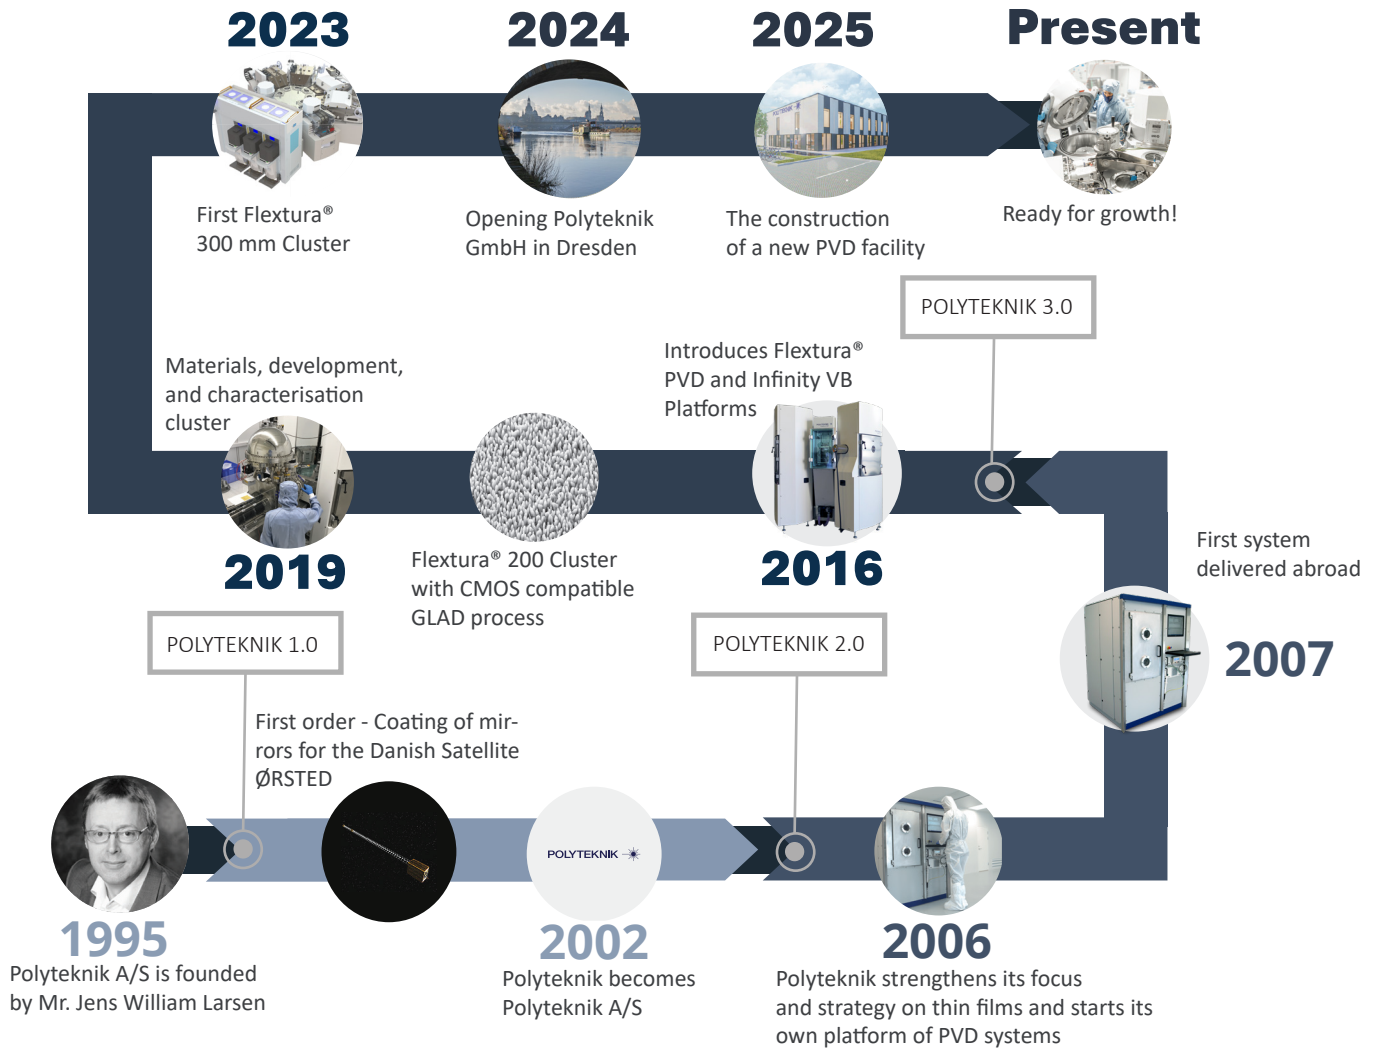 2023
2024
2025
Present
First Flextura®
300 mm Cluster
Opening Polyteknik
GmbH in Dresden
POLYTEKNIK
The construction
of a new PVD facility
Ready for growth!
POLYTEKNIK 3.0
Materials, development,
and characterisation
cluster
Introduces Flextura®
PVD and Infinity VB
Platforms
2019
Flextura® 200 Cluster
with CMOS compatible
GLAD process
2016
First system
delivered abroad
2007
POLYTEKNIK 1.0
POLYTEKNIK 2.0
First order - Coating of mir-
rors for the Danish Satellite
ØRSTED
POLYTEKNIK
1995
Polyteknik A/S is founded
by Mr. Jens William Larsen
2002
Polyteknik becomes
Polyteknik A/S
2006
Polyteknik strengthens its focus
and strategy on thin films and starts its
own platform of PVD systems